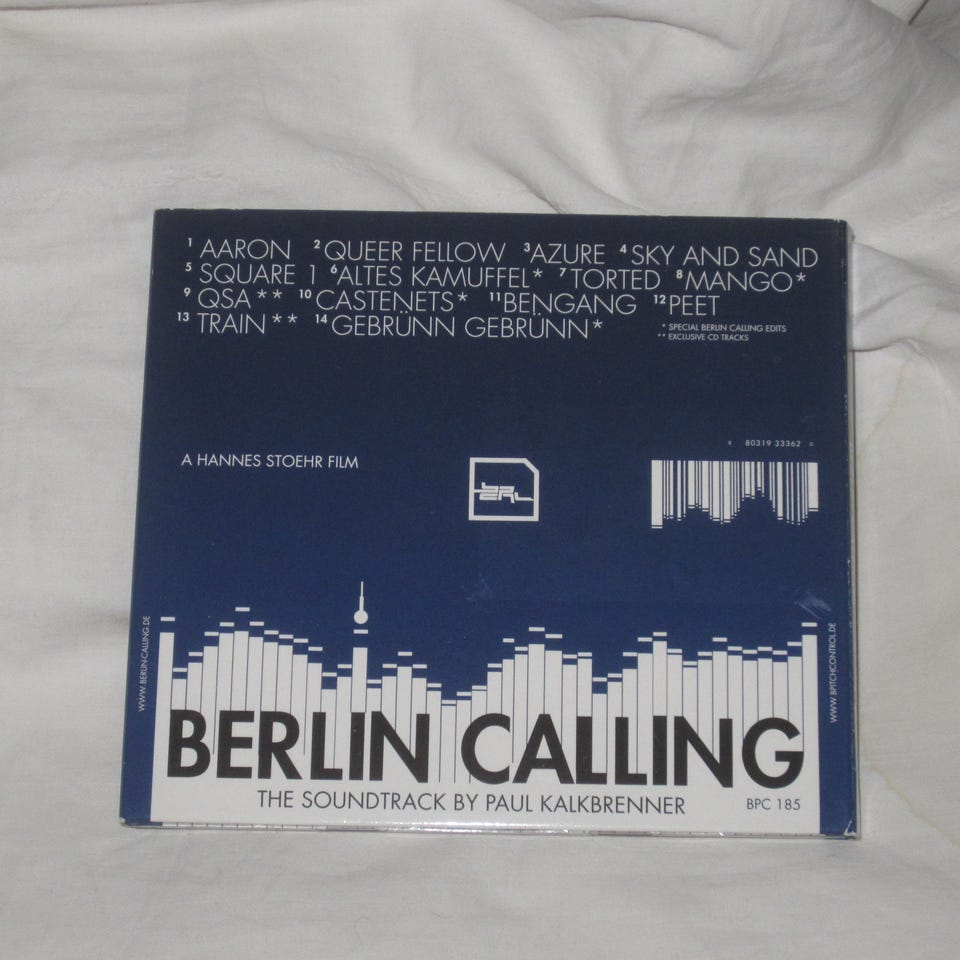 1 AARON 2 QUEER FELLOW 3 AZURE 4 SKY AND SAND
5 SQUARE 1 6 ALTES KAMUFFEL* 7 TORTED 8 MANGO*
9 QSA** 10 CASTENETS* 11 BENGANG 12 PEET
13 TRAIN** 14 GEBRÜNN GEBRÜNN*
* SPECIAL BERLIN CALLING EDITS
** EXCLUSIVE CD TRACKS
80319 33362
A HANNES STOEHR FILM
WWW.BERLIN-CALLING.DE
WWW.BPITCHCONTROL.DE
BERLIN CALLING
THE SOUNDTRACK BY PAUL KALKBRENNER
BPC 185